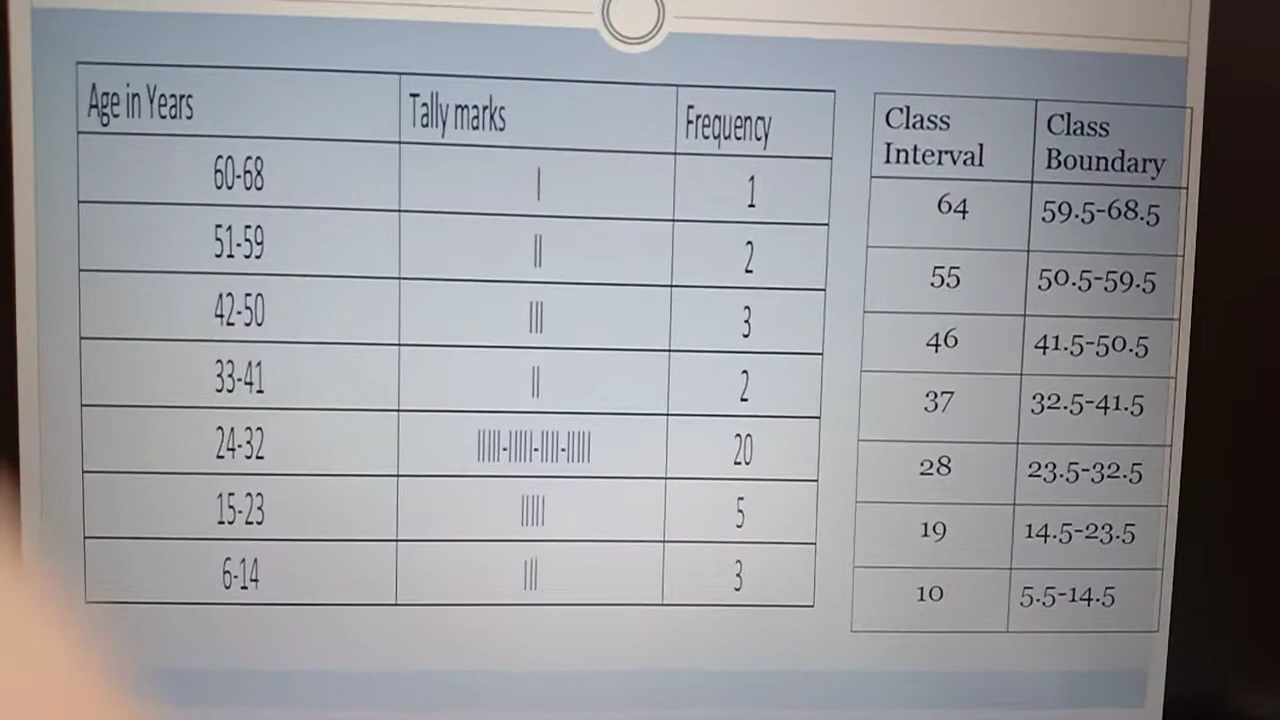 Age in Years Tally marks Frequency
60-68 | 1
51-59 || 2
42-50 ||| 3
33-41 || 2
24-32 |||||-|||||-||||-||||| 20
15-23 ||||| 5
6-14 ||| 3
Class Interval Class Boundary
64 59.5-68.5
55 50.5-59.5
46 41.5-50.5
37 32.5-41.5
28 23.5-32.5
19 14.5-23.5
10 5.5-14.5